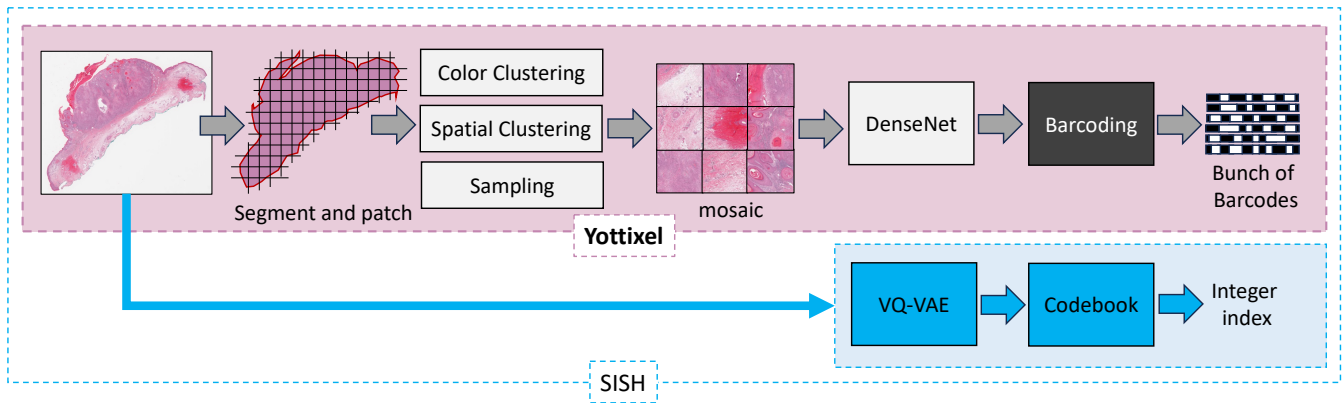 Color Clustering
Spatial Clustering
Sampling
Segment and patch
mosaic
DenseNet
Barcoding
Bunch of
Barcodes
Yottixel
VQ-VAE
Codebook
Integer
index
SISH